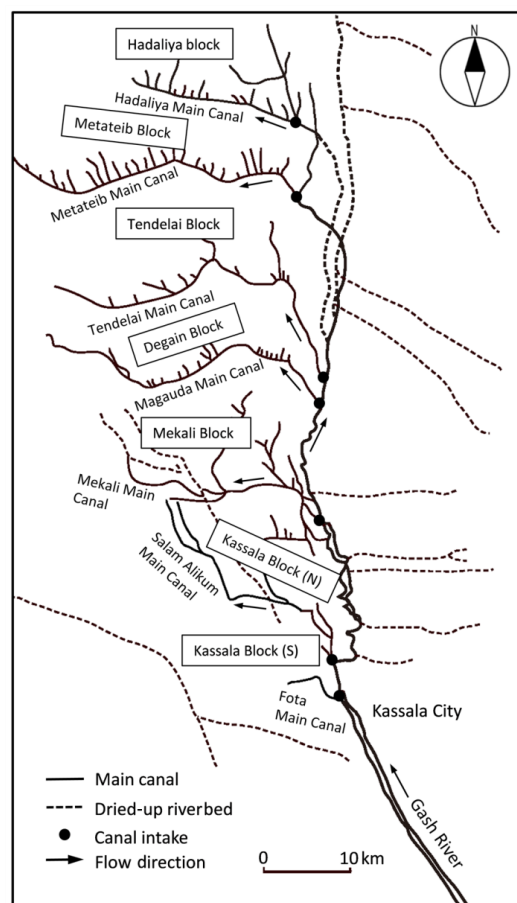 N
Hadaliya block
Hadaliya Main Canal
Metateib Block
Metateib Main Canal
Tendelai Block
Tendelai Main Canal
Degain Block
Magauda Main Canal
Mekali Block
Mekali Main
Canal
Kassala Block (N)
Salam Alikum
Main Canal
Kassala Block (S)
Fota
Main Canal
Kassala City
Gash River
Main canal
Dried-up riverbed
Canal intake
Flow direction
0 10 km